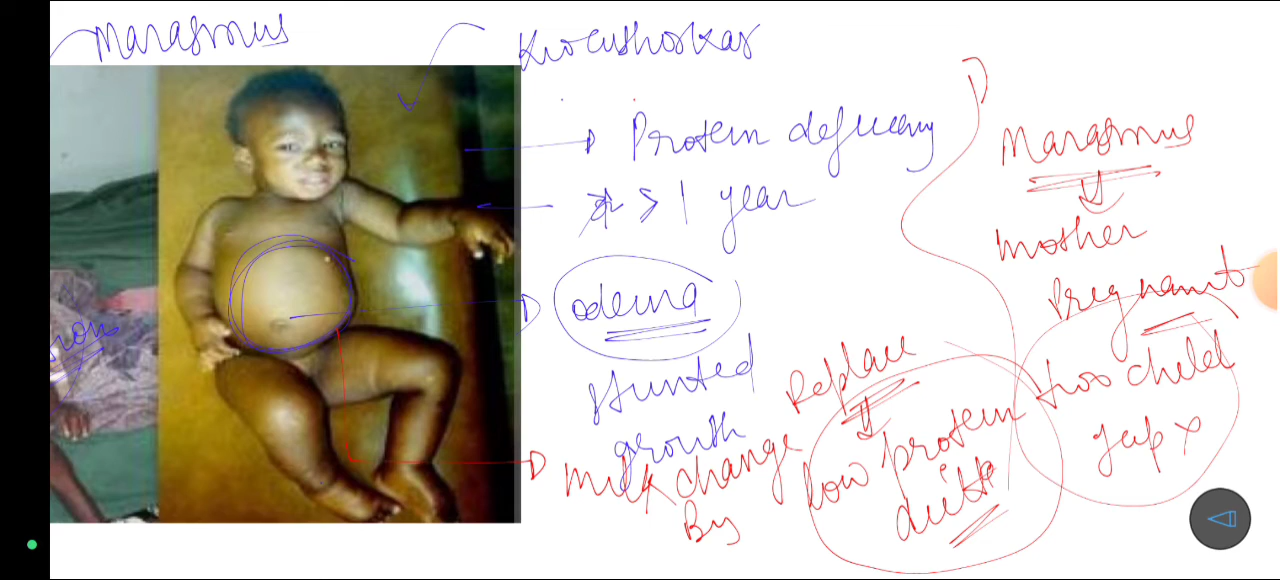 Marasmus
Kwashorkar
Protein deficiency
> 1 year
odema
stunted
growth
Milk change
By
Replace
low protein
diet
Marasmus
Mother
Pregnant
two child
gap x